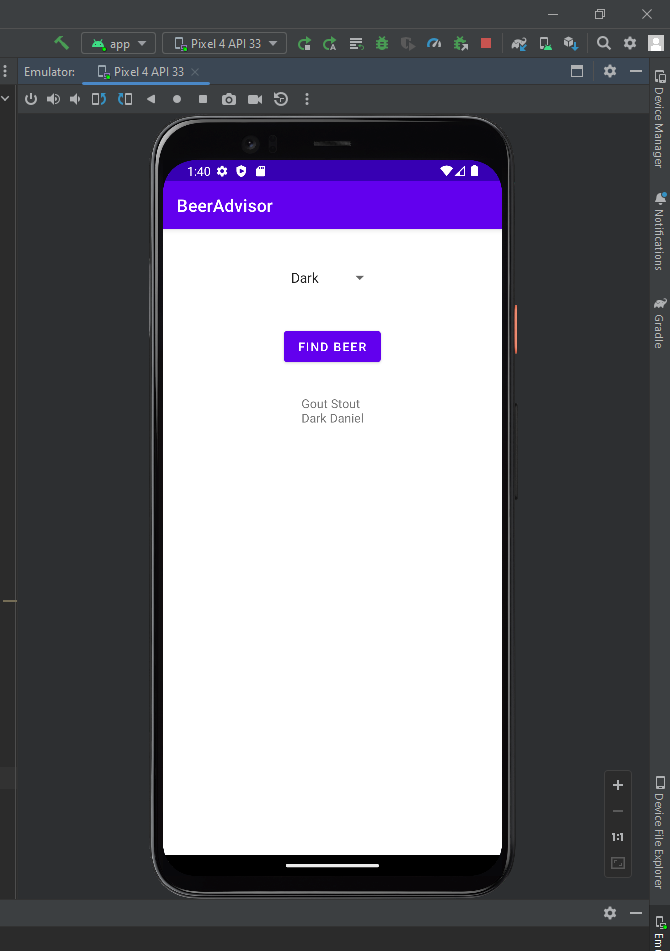 app
Pixel 4 API 33
Emulator:
Pixel 4 API 33
Device Manager
Notifications
Gradle
1:40
BeerAdvisor
Dark
FIND BEER
Gout Stout
Dark Daniel
1:1
Device File Explorer
Em